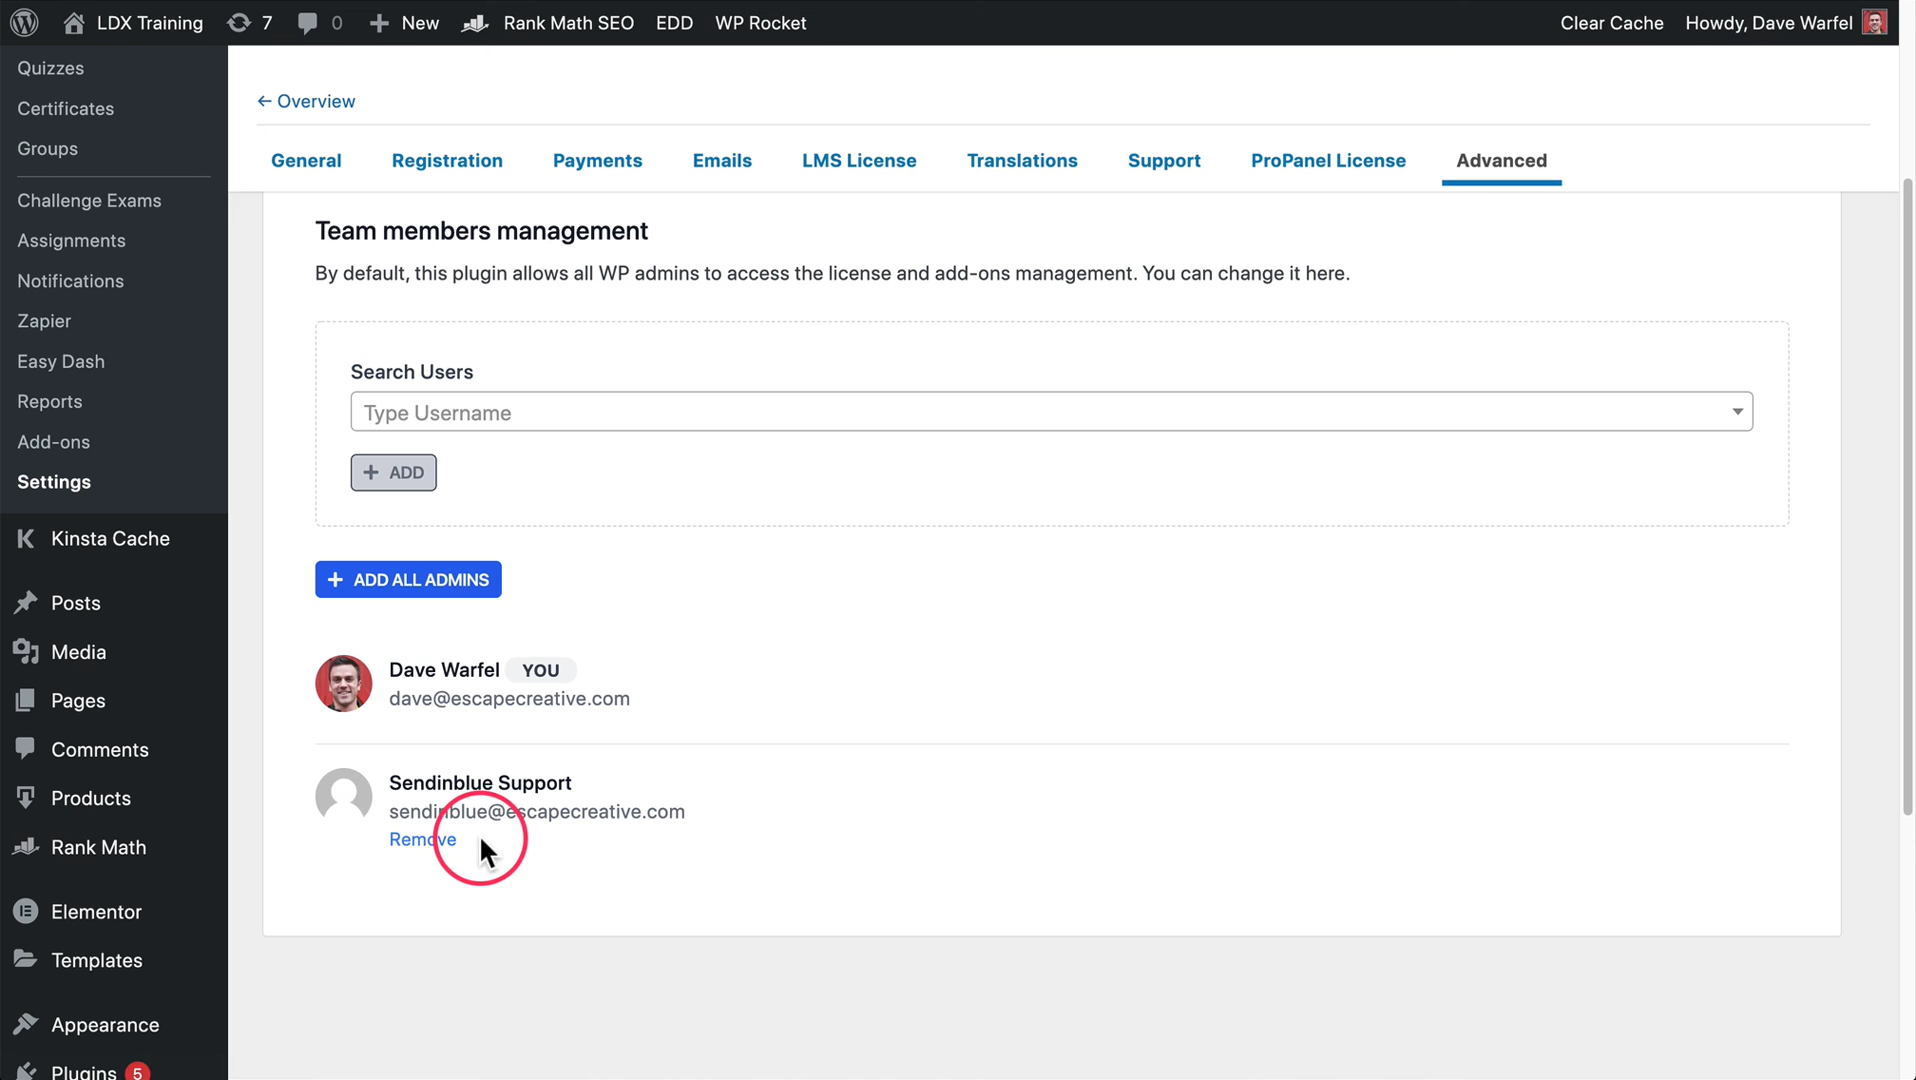 LDX Training 7 0 New Rank Math SEO EDD WP Rocket Clear Cache Howdy, Dave Warfel
Quizzes
Certificates
Groups
Challenge Exams
Assignments
Notifications
Zapier
Easy Dash
Reports
Add-ons
Settings
Kinsta Cache
Posts
Media
Pages
Comments
Products
Rank Math
Elementor
Templates
Appearance
Plugins 5
← Overview
General Registration Payments Emails LMS License Translations Support ProPanel License Advanced
Team members management
By default, this plugin allows all WP admins to access the license and add-ons management. You can change it here.
Search Users
Type Username
+ ADD
+ ADD ALL ADMINS
Dave Warfel YOU
dave@escapecreative.com
Sendinblue Support
sendinblue@escapecreative.com
Remove